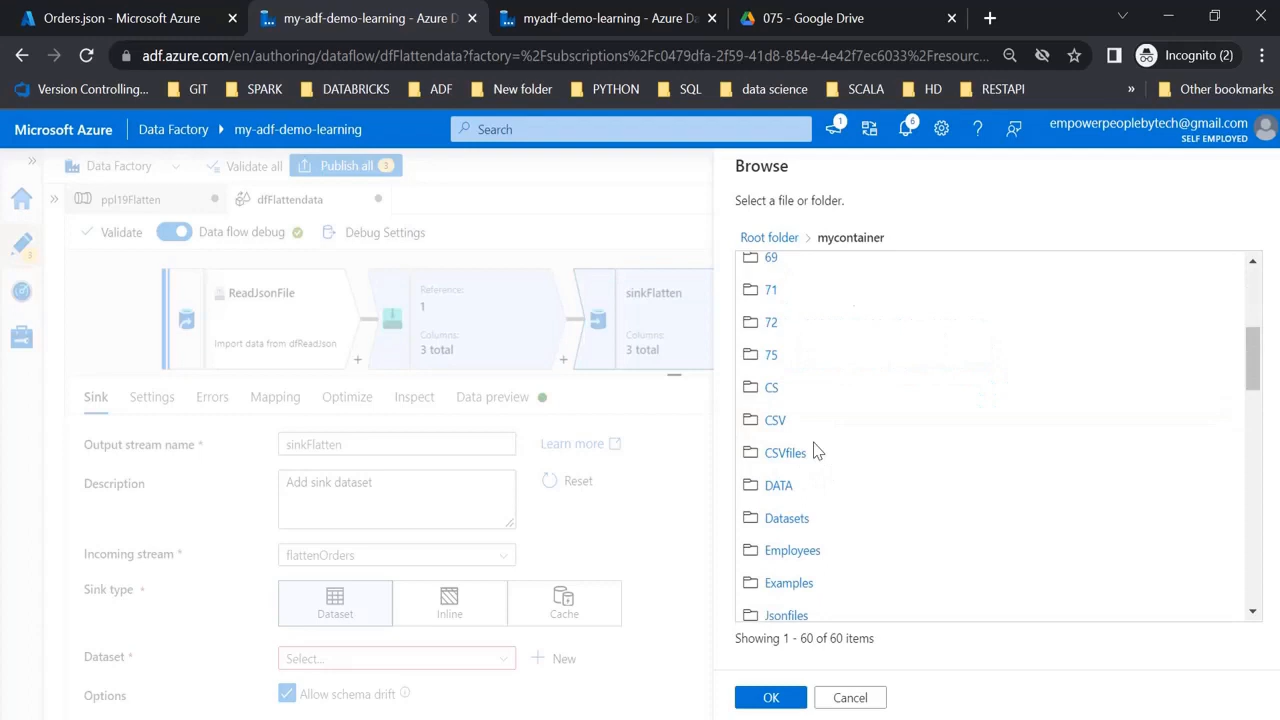 Orders.json - Microsoft Azure
my-adf-demo-learning - Azure D
myadf-demo-learning - Azure Da
075 - Google Drive
adf.azure.com/en/authoring/dataflow/dfFlattendata?factory=%2Fsubscriptions%2Fc0479dfa-2f59-41d8-854e-4e42f7ec6033%2Fresourc...
Incognito (2)
Version Controlling...
GIT
SPARK
DATABRICKS
ADF
New folder
PYTHON
SQL
data science
SCALA
HD
RESTAPI
»
Other bookmarks
Microsoft Azure
Data Factory
my-adf-demo-learning
Search
1
6
empowerpeoplebytech@gmail.com
SELF EMPLOYED
Data Factory
Validate all
Publish all
3
Browse
Select a file or folder.
ppl19Flatten
dfFlattendata
Validate
Data flow debug
Debug Settings
Root folder > mycontainer
3
ReadJsonFile
Import data from dfReadJson
Reference:
1
Columns:
3 total
sinkFlatten
Columns:
3 total
69
71
72
75
CS
CSV
CSVfiles
DATA
Datasets
Employees
Examples
Jsonfiles
Showing 1 - 60 of 60 items
OK
Cancel
Sink
Settings
Errors
Mapping
Optimize
Inspect
Data preview
Output stream name *
sinkFlatten
Learn more
Description
Add sink dataset
Reset
Incoming stream *
flattenOrders
Sink type *
Dataset
Inline
Cache
Dataset *
Select...
New
Options
Allow schema drift